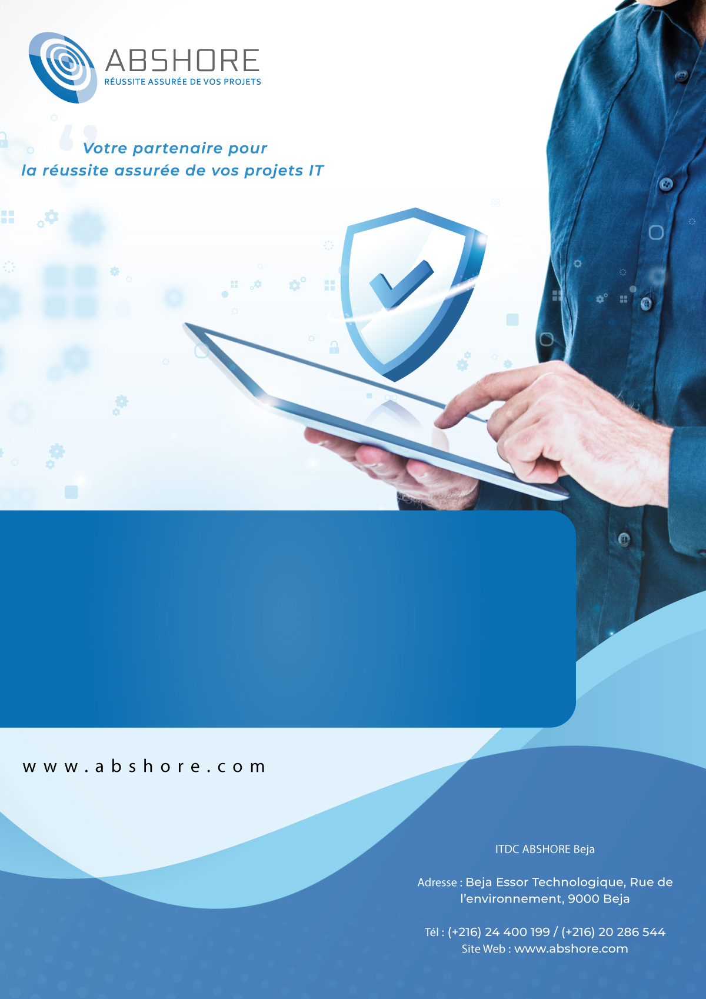 ABSHORE
RÉUSSITE ASSURÉE DE VOS PROJETS
Votre partenaire pour
la réussite assurée de vos projets IT
www.abshore.com
ITDC ABSHORE Beja
Adresse : Beja Essor Technologique, Rue de
l'environnement, 9000 Beja
Tél : (+216) 24 400 199 / (+216) 20 286 544
Site Web : www.abshore.com